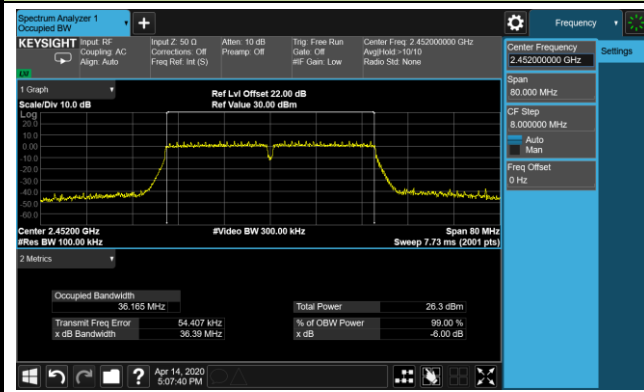 Spectrum Analyzer 1
Occupied BW
Frequency
KEYSIGHT
Input: RF
Coupling: AC
Align: Auto
Input Z: 50 Ω
Corrections: Off
Freq Ref: Int (S)
Atten: 10 dB
Preamp: Off
Trig: Free Run
Gate: Off
#IF Gain: Low
Center Freq: 2.452000000 GHz
Avg|Hold:>10/10
Radio Std: None
Center Frequency
2.452000000 GHz
Settings
Span
80.000 MHz
CF Step
8.000000 MHz
Auto
Man
Freq Offset
0 Hz
1 Graph
Scale/Div 10.0 dB
Ref Lvl Offset 22.00 dB
Ref Value 30.00 dBm
Log
20.0
10.0
0.00
-10.0
-20.0
-30.0
-40.0
-50.0
-60.0
Center 2.45200 GHz
#Res BW 100.00 kHz
#Video BW 300.00 kHz
Span 80 MHz
Sweep 7.73 ms (2001 pts)
2 Metrics
Occupied Bandwidth
36.165 MHz
Total Power 26.3 dBm
Transmit Freq Error 54.407 kHz
% of OBW Power 99.00 %
x dB Bandwidth 36.39 MHz
x dB -6.00 dB
?
Apr 14, 2020
5:07:40 PM